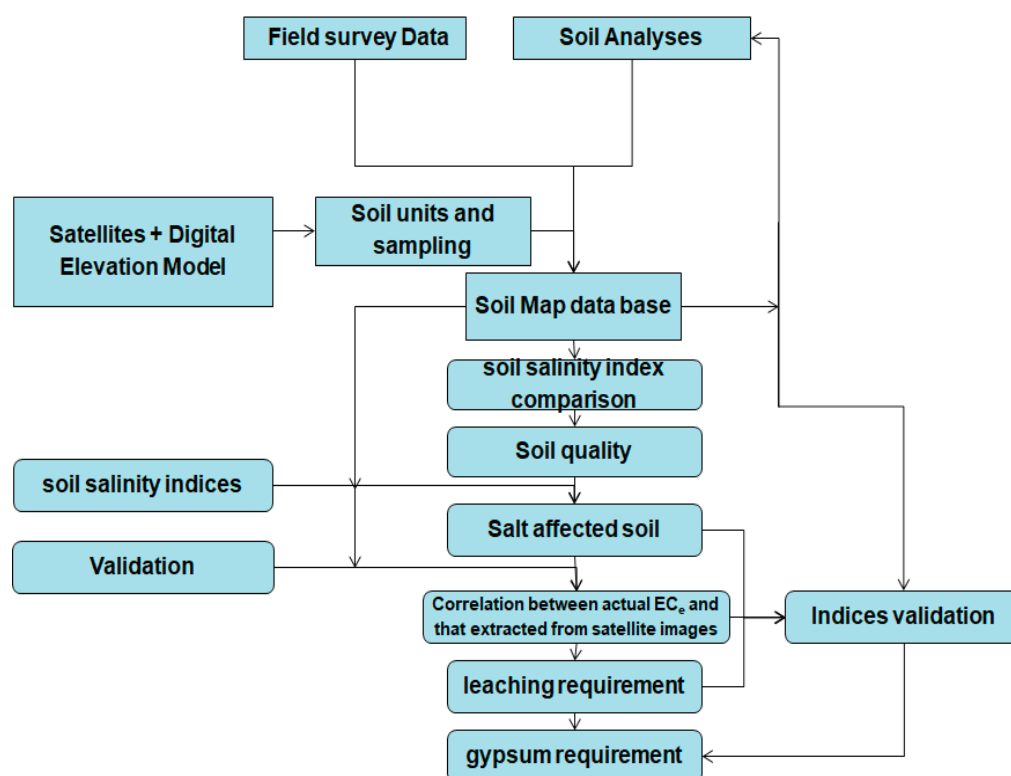 Field survey Data
Soil Analyses
Satellites + Digital
Elevation Model
Soil units and
sampling
Soil Map data base
soil salinity index
comparison
Soil quality
soil salinity indices
Salt affected soil
Validation
Correlation between actual ECe and
that extracted from satellite images
Indices validation
leaching requirement
gypsum requirement